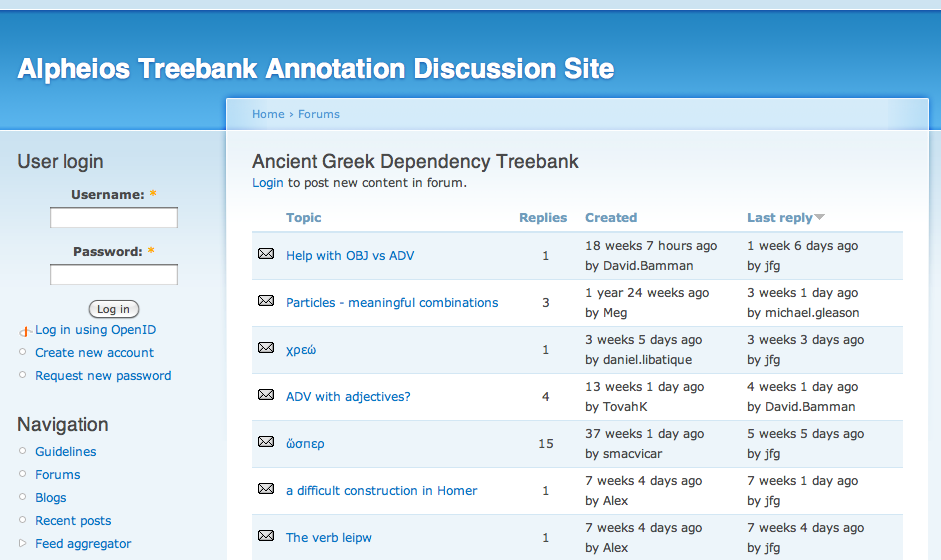 Alpheios Treebank Annotation Discussion Site
Home › Forums
User login
Username: *
Password: *
Log in
Log in using OpenID
Create new account
Request new password
Navigation
Guidelines
Forums
Blogs
Recent posts
Feed aggregator
Ancient Greek Dependency Treebank
Login to post new content in forum.
Topic Replies Created Last reply
Help with OBJ vs ADV 1 18 weeks 7 hours ago 1 week 6 days ago
by David.Bamman by jfg
Particles - meaningful combinations 3 1 year 24 weeks ago 3 weeks 1 day ago
by Meg by michael.gleason
χρεώ 1 3 weeks 5 days ago 3 weeks 3 days ago
by daniel.libatique by jfg
ADV with adjectives? 4 13 weeks 1 day ago 4 weeks 1 day ago
by TovahK by David.Bamman
ὥσπερ 15 37 weeks 1 day ago 5 weeks 5 days ago
by smacvicar by jfg
a difficult construction in Homer 1 7 weeks 4 days ago 7 weeks 1 day ago
by Alex by jfg
The verb leipw 1 7 weeks 4 days ago 7 weeks 4 days ago
by Alex by jfg